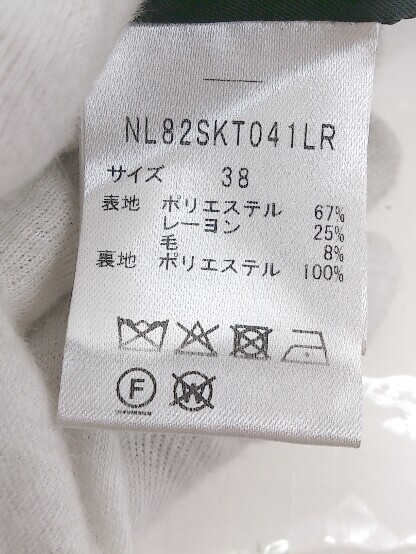 NL82SKT041LR
サイズ 38
表地 ポリエステル 67%
レーヨン 25%
毛 8%
裏地 ポリエステル 100%
F W